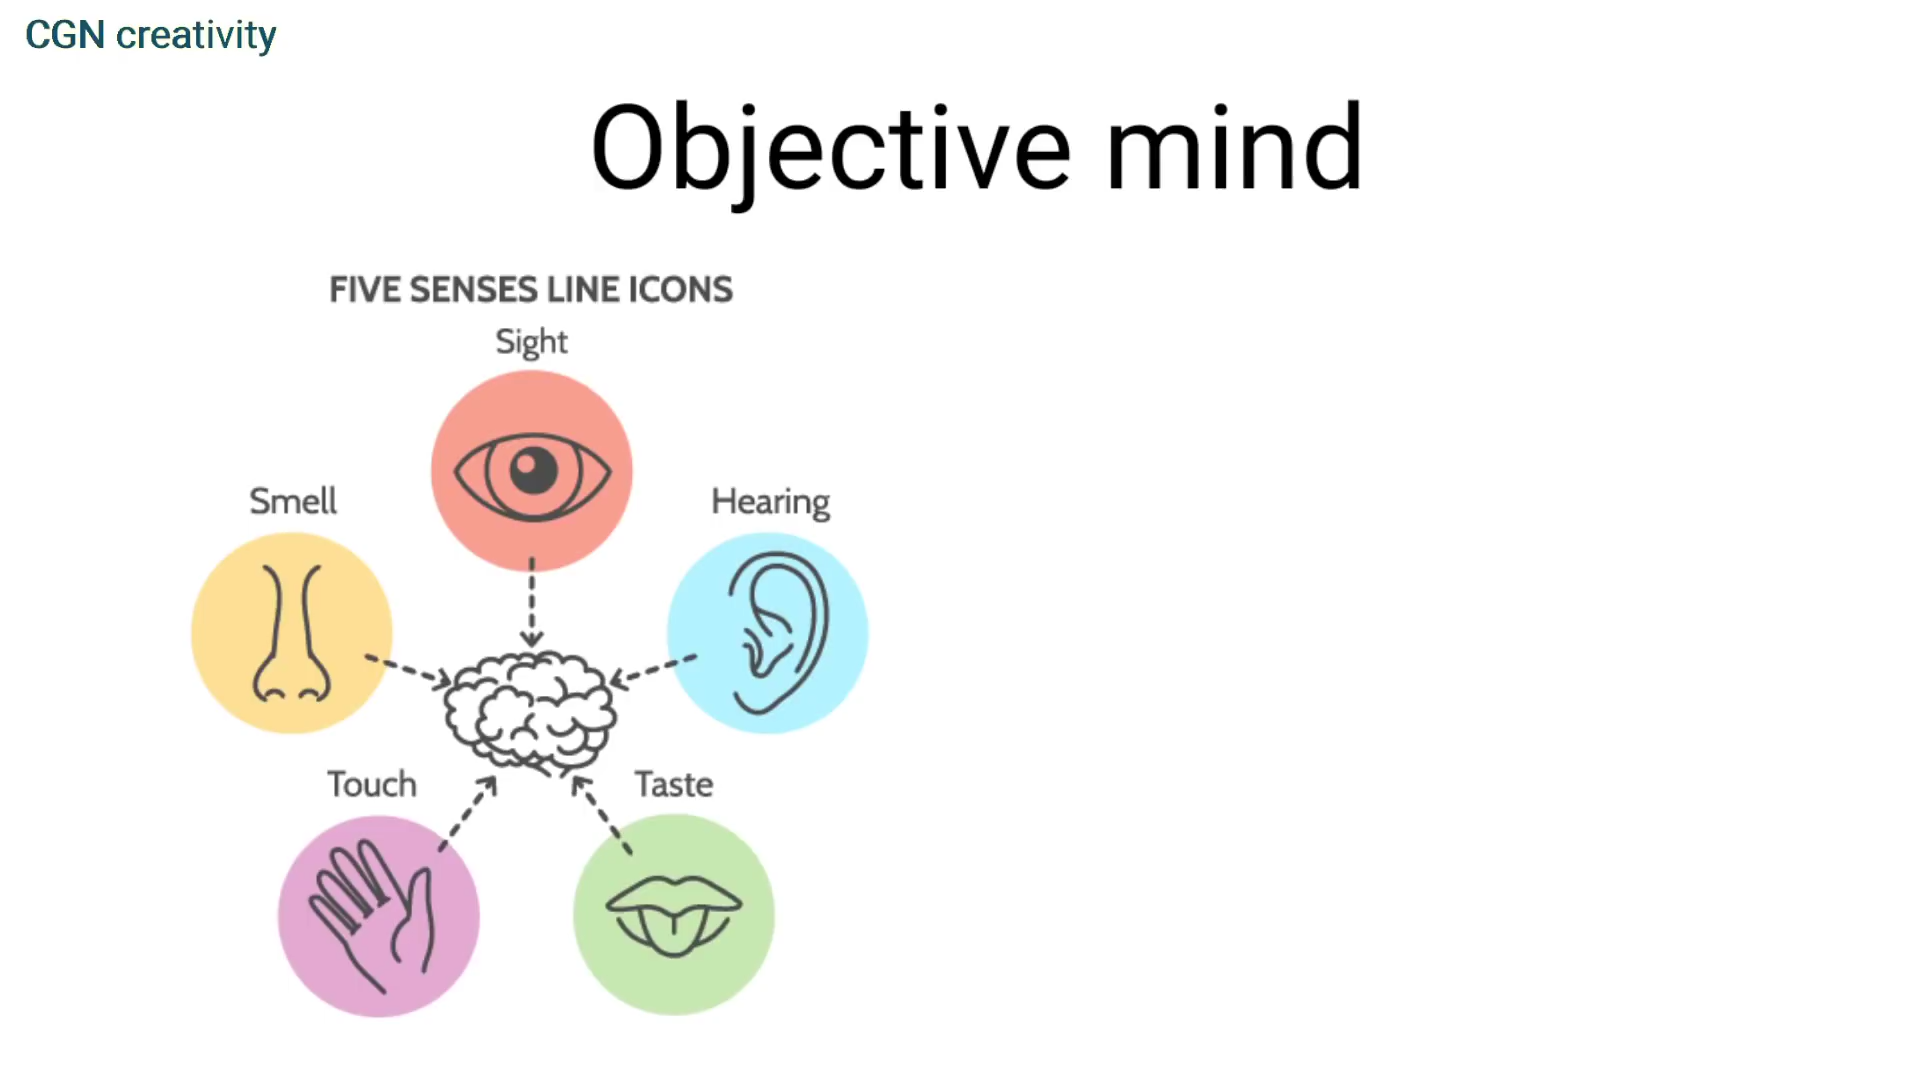 CGN creativity
Objective mind
FIVE SENSES LINE ICONS
Sight
Smell
Hearing
Touch
Taste